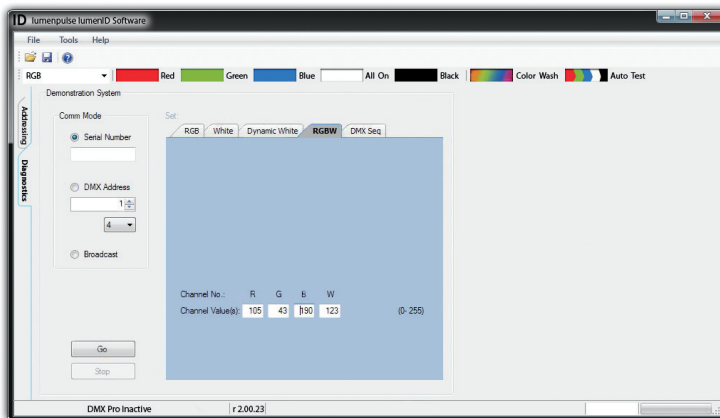 ID lumenpulse lumenID Software
File Tools Help
RGB Red Green Blue All On Black Color Wash Auto Test
Addressing
Diagnostics
Demonstration System
Comm Mode
Serial Number
DMX Address
1
4
Broadcast
Go
Stop
Set:
RGB White Dynamic White RGBW DMX Seq
Channel No.: R G B W
Channel Value(s): 105 43 190 123 (0- 255)
DMX Pro Inactive r 2.00.23